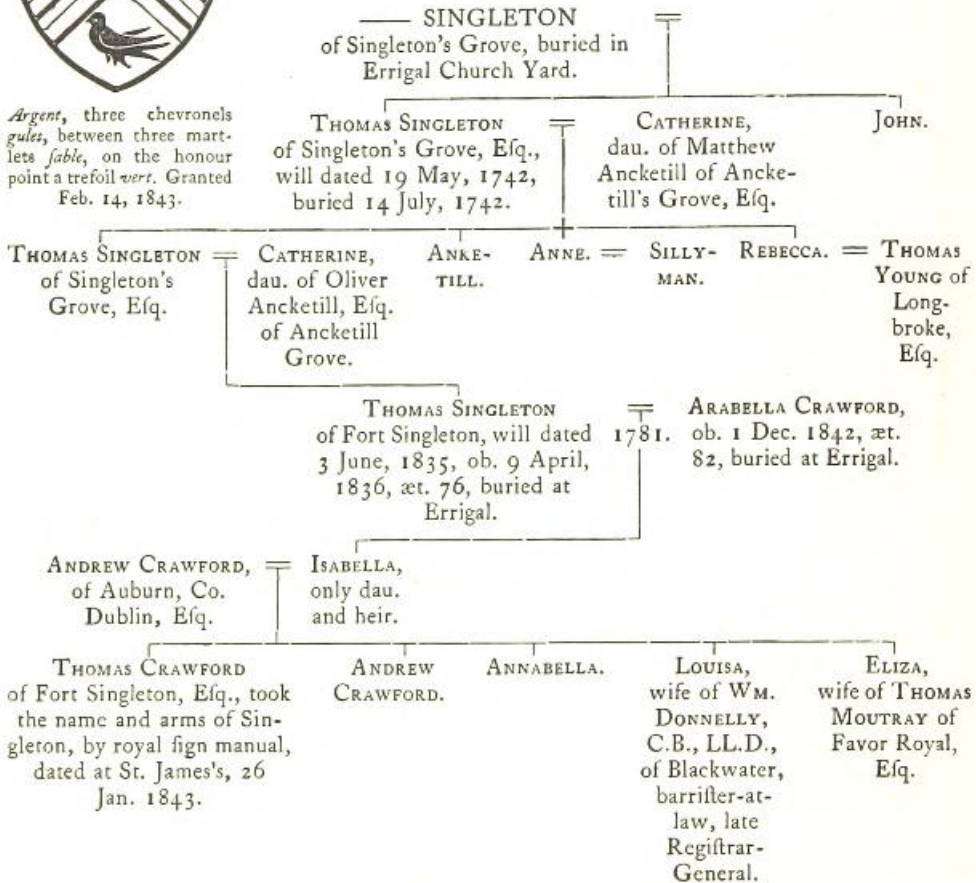 —— SINGLETON
of Singleton's Grove, buried in
Errigal Church Yard.
Argent, three chevronels
gules, between three mart-
lets ſable, on the honour
point a trefoil vert. Granted
Feb. 14, 1843.
THOMAS SINGLETON
of Singleton's Grove, Eſq.,
will dated 19 May, 1742,
buried 14 July, 1742.
=
CATHERINE,
dau. of Matthew
Ancketill of Ancke-
till's Grove, Eſq.
JOHN.
THOMAS SINGLETON
of Singleton's
Grove, Eſq.
=
CATHERINE,
dau. of Oliver
Ancketill, Eſq.
of Ancketill
Grove.
ANKE-
TILL.
ANNE. =
SILLY-
MAN.
REBECCA. =
THOMAS
YOUNG of
Long-
broke,
Eſq.
THOMAS SINGLETON
of Fort Singleton, will dated
3 June, 1835, ob. 9 April,
1836, æt. 76, buried at
Errigal.
=
1781.
ARABELLA CRAWFORD,
ob. 1 Dec. 1842, æt.
82, buried at Errigal.
ANDREW CRAWFORD,
of Auburn, Co.
Dublin, Eſq.
=
ISABELLA,
only dau.
and heir.
THOMAS CRAWFORD
of Fort Singleton, Eſq., took
the name and arms of Sin-
gleton, by royal ſign manual,
dated at St. James's, 26
Jan. 1843.
ANDREW
CRAWFORD.
ANNABELLA.
LOUISA,
wife of WM.
DONNELLY,
C.B., LL.D.,
of Blackwater,
barriſter-at-
law, late
Regiſtrar-
General.
ELIZA,
wife of THOMAS
MOUTRAY of
Favor Royal,
Eſq.